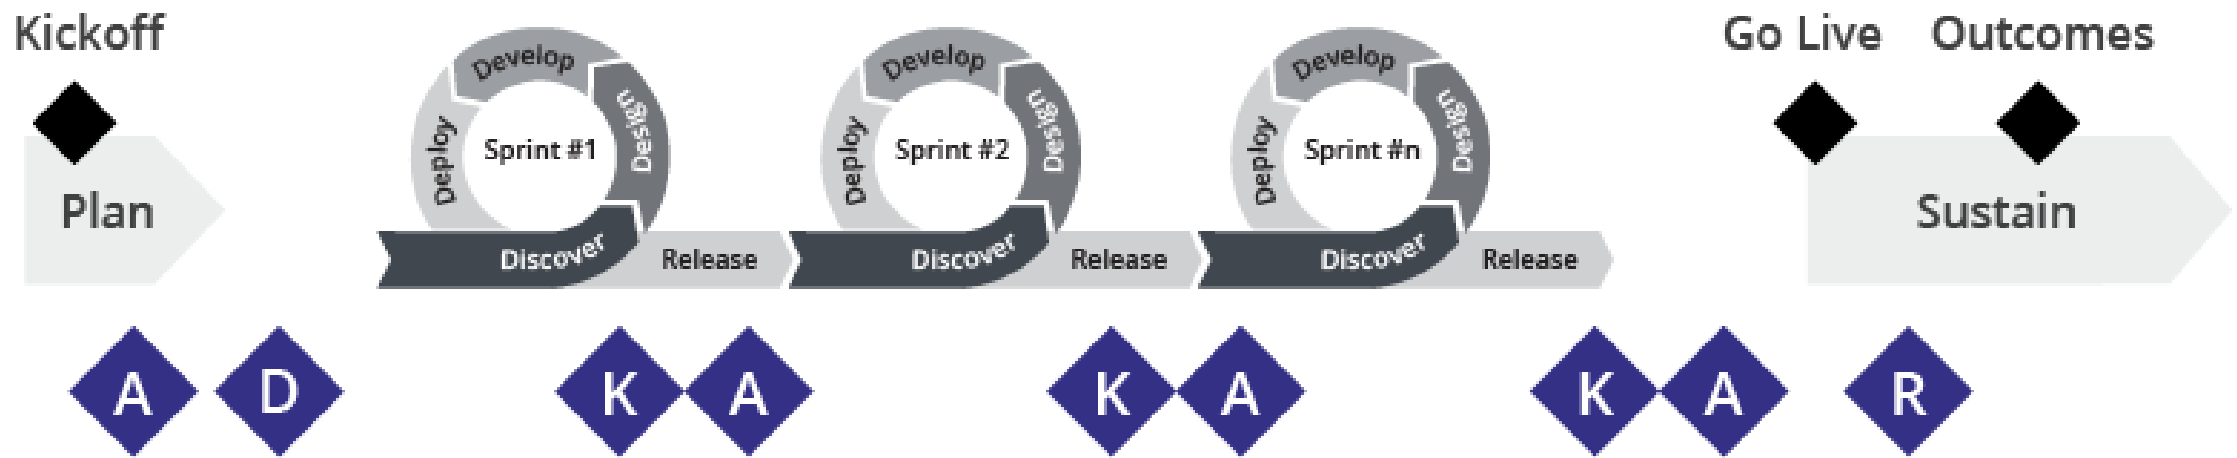 Kickoff
Go Live
Outcomes
Plan
Develop
Design
Deploy
Sprint #1
Discover
Release
Develop
Design
Deploy
Sprint #2
Discover
Release
Develop
Design
Deploy
Sprint #n
Discover
Release
Sustain
A
D
K
A
K
A
K
A
R